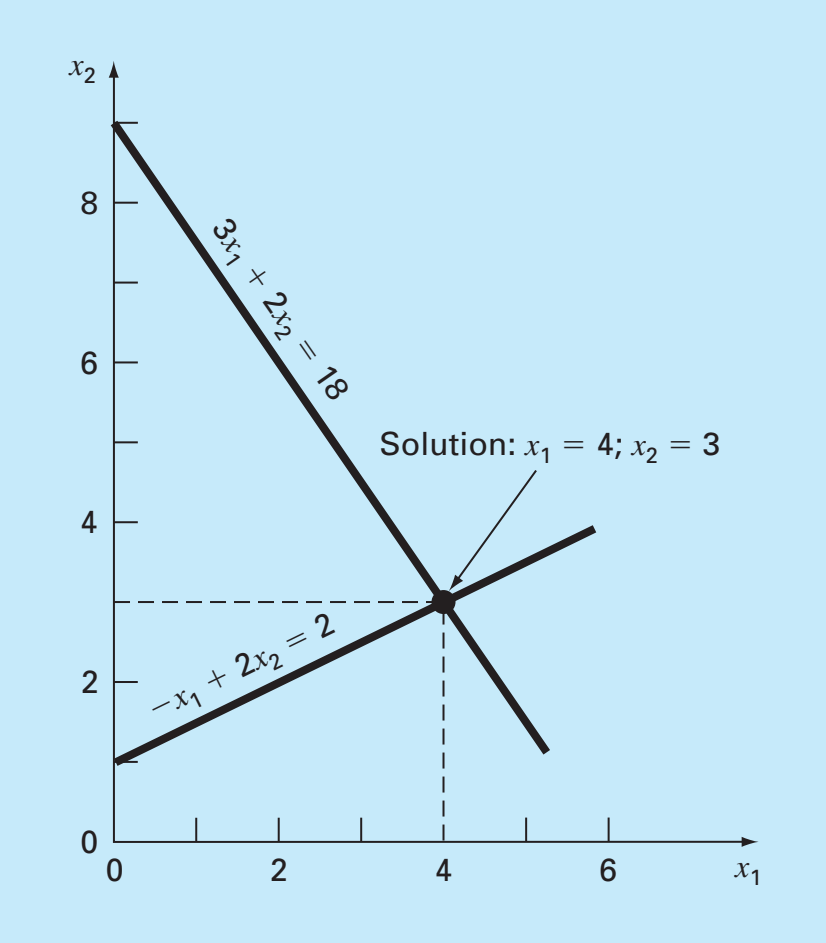 x₂
8
3x₁ + 2x₂ = 18
6
Solution: x₁ = 4; x₂ = 3
4
−x₁ + 2x₂ = 2
2
0
0 2 4 6 x₁